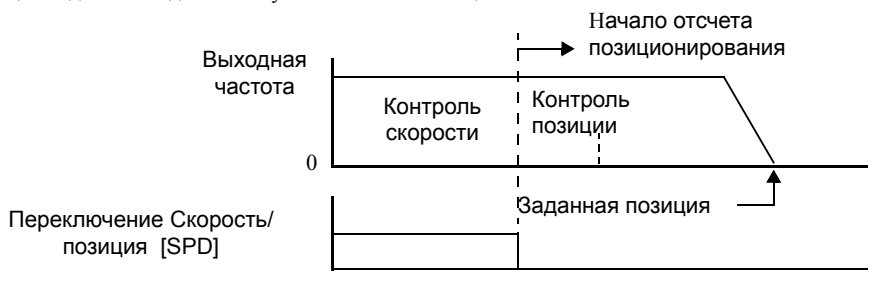 Начало отсчета
позиционирования
Выходная
частота
Контроль
скорости
Контроль
позиции
0
Заданная позиция
Переключение Скорость/
позиция [SPD]